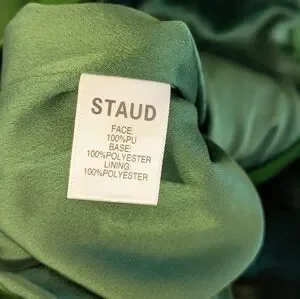 STAUD
FACE:
100%PU
BASE:
100%POLYESTER
LINING:
100%POLYESTER